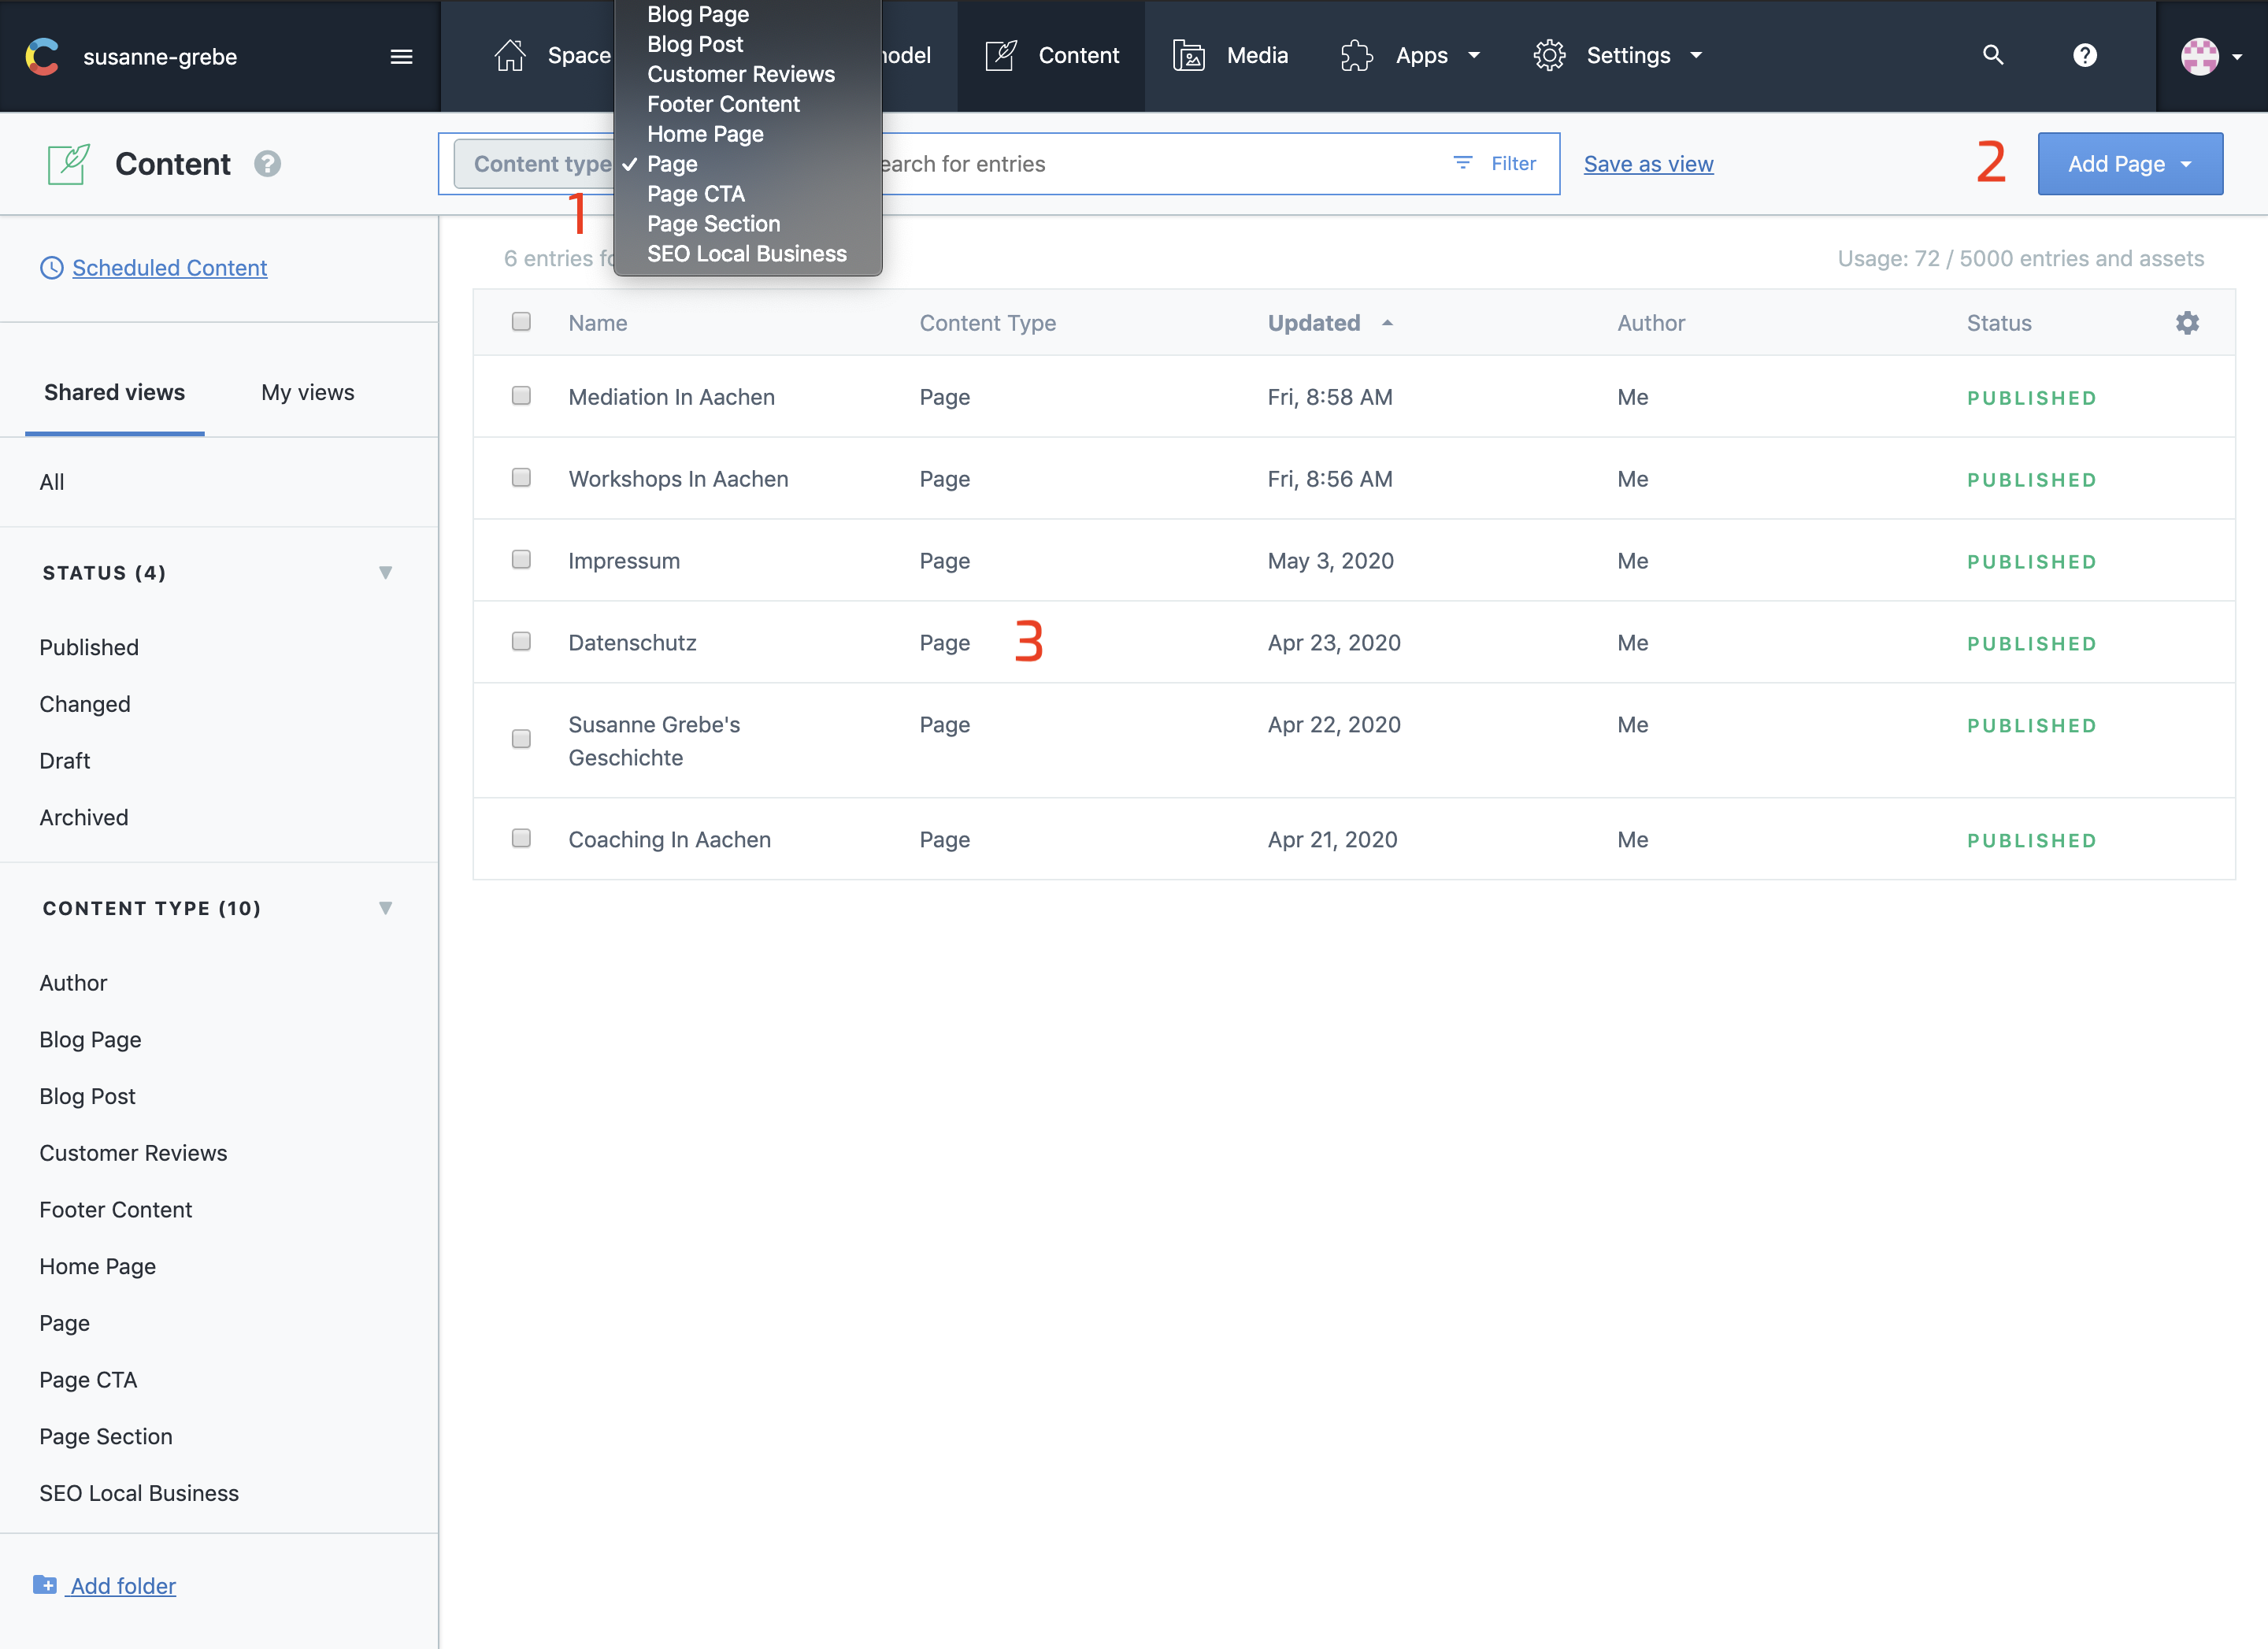 susanne-grebe
Space
Content
Media
Apps
Settings
Blog Page
Blog Post
Customer Reviews
Footer Content
Home Page
✓ Page
Page CTA
Page Section
SEO Local Business
Content
Content type
earch for entries
Filter
Save as view
2
Add Page
1
Scheduled Content
6 entries
Usage: 72 / 5000 entries and assets
Shared views
My views
All
STATUS (4)
Published
Changed
Draft
Archived
CONTENT TYPE (10)
Author
Blog Page
Blog Post
Customer Reviews
Footer Content
Home Page
Page
Page CTA
Page Section
SEO Local Business
Add folder
Name Content Type Updated Author Status
Mediation In Aachen Page Fri, 8:58 AM Me PUBLISHED
Workshops In Aachen Page Fri, 8:56 AM Me PUBLISHED
Impressum Page May 3, 2020 Me PUBLISHED
Datenschutz Page 3 Apr 23, 2020 Me PUBLISHED
Susanne Grebe's Page Apr 22, 2020 Me PUBLISHED
Geschichte
Coaching In Aachen Page Apr 21, 2020 Me PUBLISHED